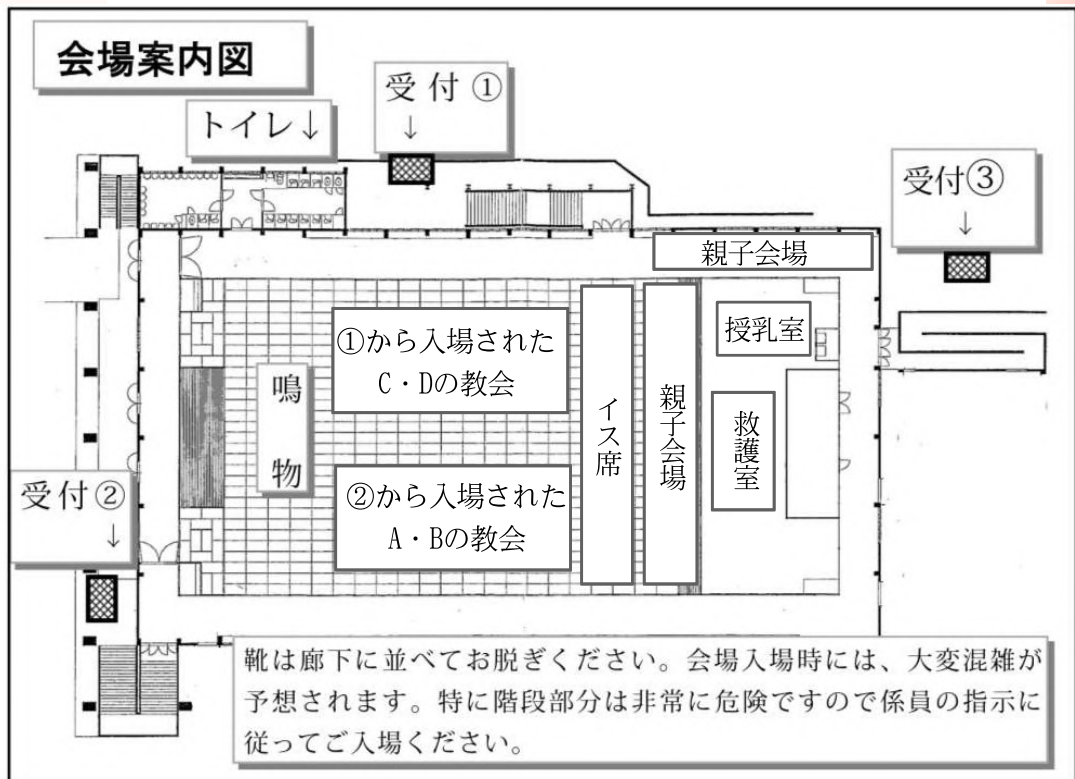 会場案内図
受付①
↓
トイレ↓
受付③
↓
親子会場
授乳室
①から入場された
C・Dの教会
鳴物
イス席
親子会場
救護室
②から入場された
A・Bの教会
受付②
↓
靴は廊下に並べてお脱ぎください。会場入場時には、大変混雑が
予想されます。特に階段部分は非常に危険ですので係員の指示に
従ってご入場ください。